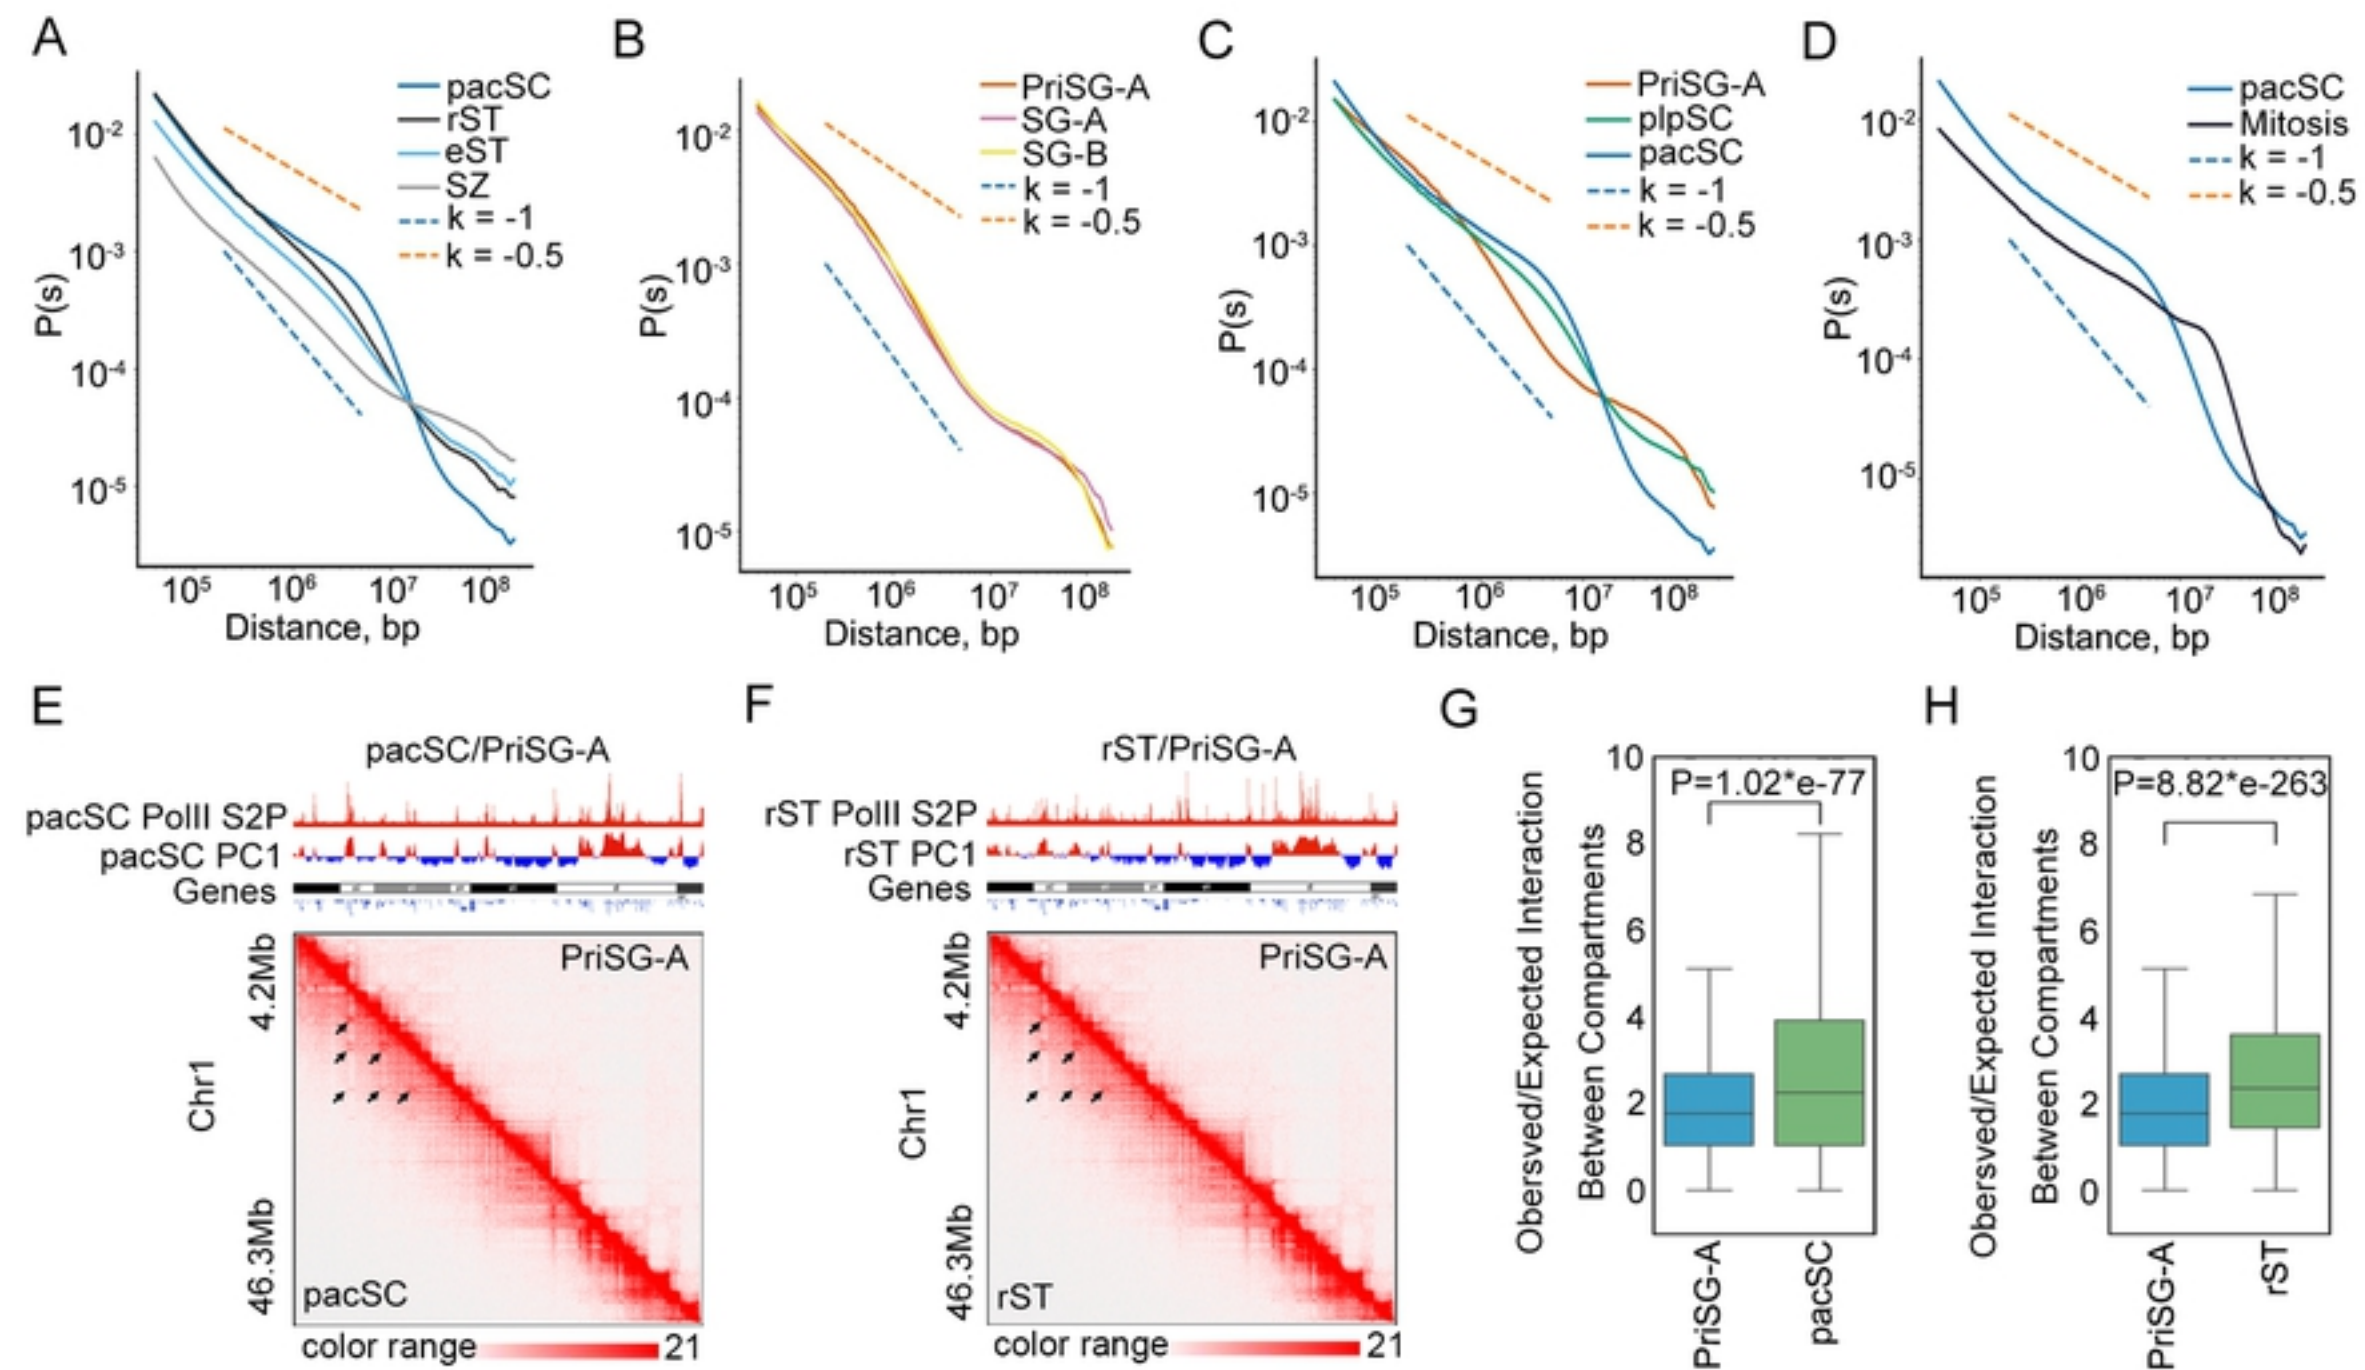 A
pacSC
rST
eST
SZ
k = -1
k = -0.5
10-2
10-3
10-4
10-5
P(s)
105
106
107
108
Distance, bp
B
PriSG-A
SG-A
SG-B
k = -1
k = -0.5
10-2
10-3
10-4
10-5
P(s)
105
106
107
108
Distance, bp
C
PriSG-A
plpSC
pacSC
k = -1
k = -0.5
10-2
10-3
10-4
10-5
P(s)
105
106
107
108
Distance, bp
D
pacSC
Mitosis
k = -1
k = -0.5
10-2
10-3
10-4
10-5
P(s)
105
106
107
108
Distance, bp
E
pacSC/PriSG-A
pacSC PolII S2P
pacSC PC1
Genes
PriSG-A
4.2Mb
Chr1
46.3Mb
pacSC
color range 21
F
rST/PriSG-A
rST PolII S2P
rST PC1
Genes
PriSG-A
4.2Mb
Chr1
46.3Mb
rST
color range 21
G
Obersved/Expected Interaction
Between Compartments
10
8
6
4
2
0
P=1.02*e-77
PriSG-A
pacSC
H
Obersved/Expected Interaction
Between Compartments
10
8
6
4
2
0
P=8.82*e-263
PriSG-A
rST